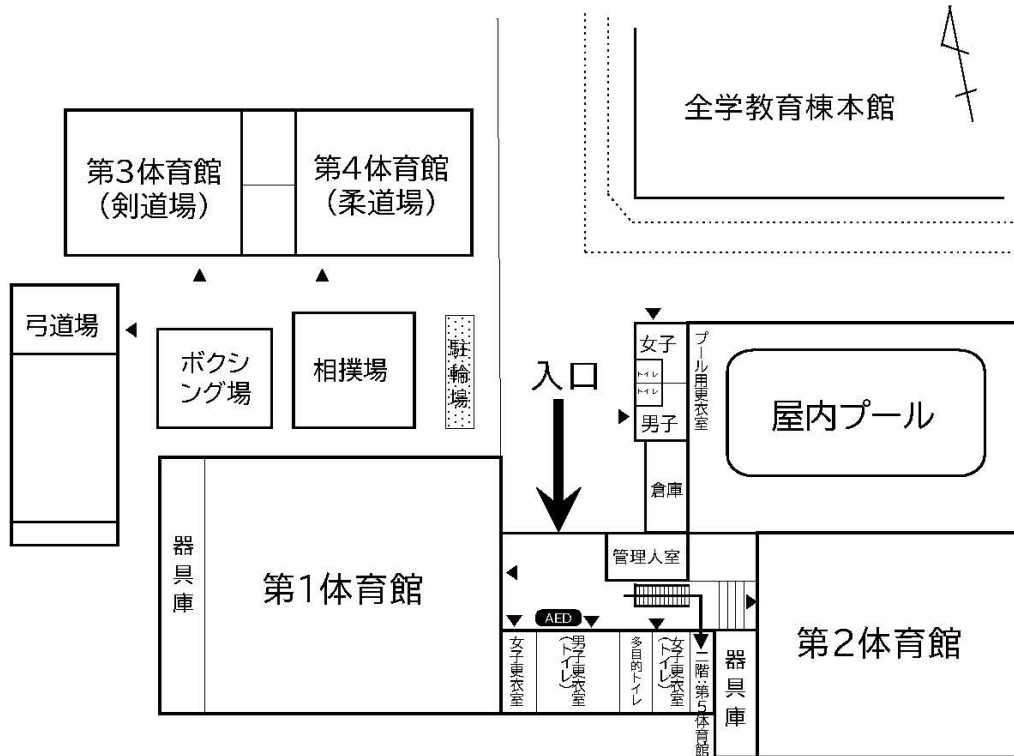 全学教育棟本館
第3体育館
(剣道場)
第4体育館
(柔道場)
弓道場
ボクシ
ング場
相撲場
駐輪場
入口
女子
トイレ
トイレ
男子
プール用更衣室
屋内プール
倉庫
管理人室
器具庫
第1体育館
AED
女子更衣室
男子更衣室
(トイレ)
多目的トイレ
女子更衣室
(トイレ)
二階:第5体育館
器具庫
第2体育館